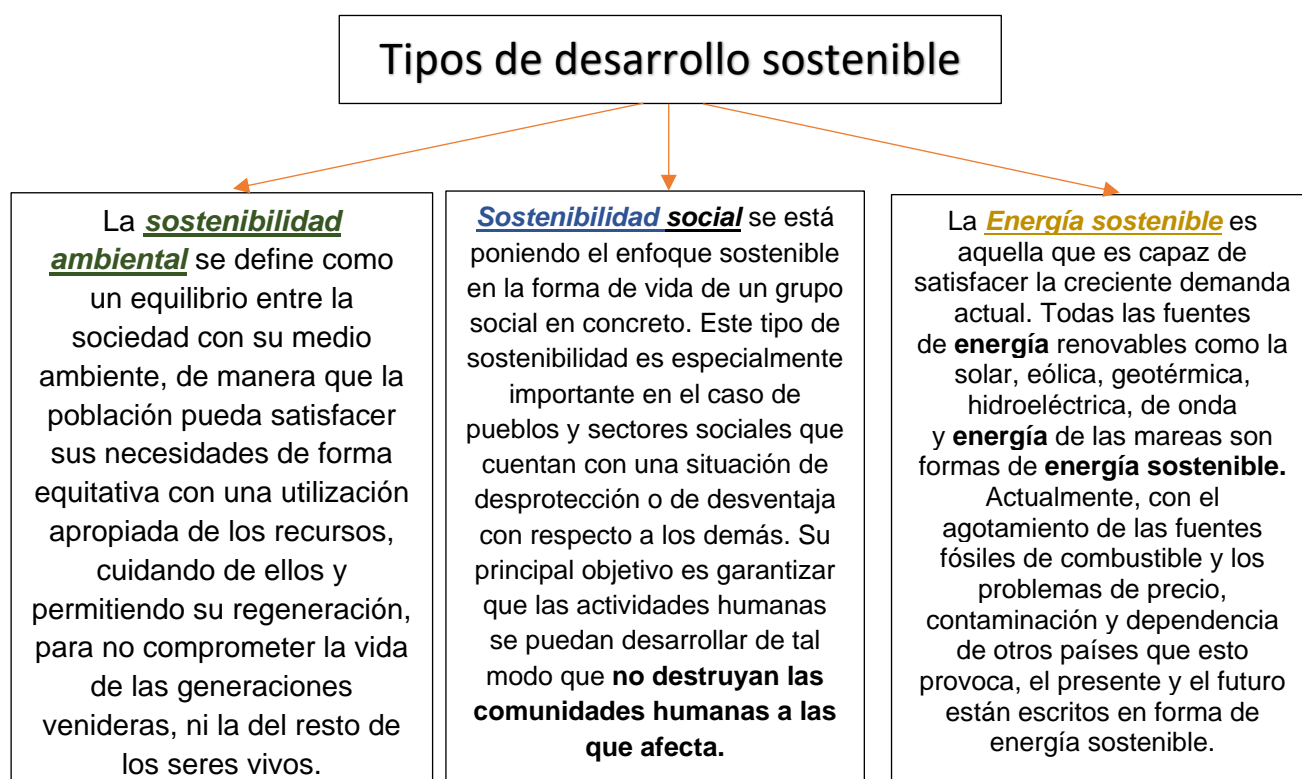 Tipos de desarrollo sostenible
La sostenibilidad
ambiental se define como
un equilibrio entre la
sociedad con su medio
ambiente, de manera que la
población pueda satisfacer
sus necesidades de forma
equitativa con una utilización
apropiada de los recursos,
cuidando de ellos y
permitiendo su regeneración,
para no comprometer la vida
de las generaciones
venideras, ni la del resto de
los seres vivos.
Sostenibilidad social se está
poniendo el enfoque sostenible
en la forma de vida de un grupo
social en concreto. Este tipo de
sostenibilidad es especialmente
importante en el caso de
pueblos y sectores sociales que
cuentan con una situación de
desprotección o de desventaja
con respecto a los demás. Su
principal objetivo es garantizar
que las actividades humanas
se puedan desarrollar de tal
modo que no destruyan las
comunidades humanas a las
que afecta.
La Energía sostenible es
aquella que es capaz de
satisfacer la creciente demanda
actual. Todas las fuentes
de energía renovables como la
solar, eólica, geotérmica,
hidroeléctrica, de onda
y energía de las mareas son
formas de energía sostenible.
Actualmente, con el
agotamiento de las fuentes
fósiles de combustible y los
problemas de precio,
contaminación y dependencia
de otros países que esto
provoca, el presente y el futuro
están escritos en forma de
energía sostenible.